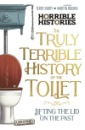 HORRIBLE HISTORIES
THE
TRULY
TERRIBLE
HISTORY
OF THE
TOILET
LIFTING THE LID
ON THE PAST